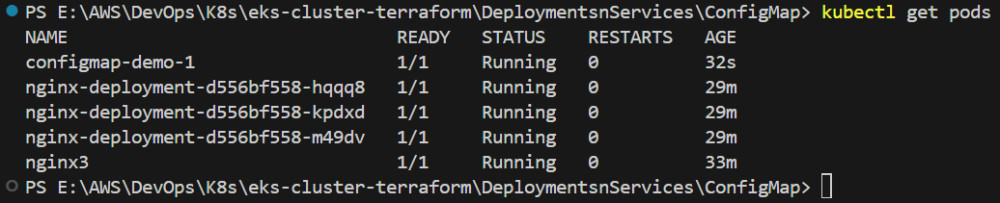 PS E:\AWS\DevOps\K8s\eks-cluster-terraform\DeploymentsnServices\ConfigMap> kubectl get pods
NAME READY STATUS RESTARTS AGE
configmap-demo-1 1/1 Running 0 32s
nginx-deployment-d556bf558-hqqq8 1/1 Running 0 29m
nginx-deployment-d556bf558-kpdxd 1/1 Running 0 29m
nginx-deployment-d556bf558-m49dv 1/1 Running 0 29m
nginx3 1/1 Running 0 33m
PS E:\AWS\DevOps\K8s\eks-cluster-terraform\DeploymentsnServices\ConfigMap>